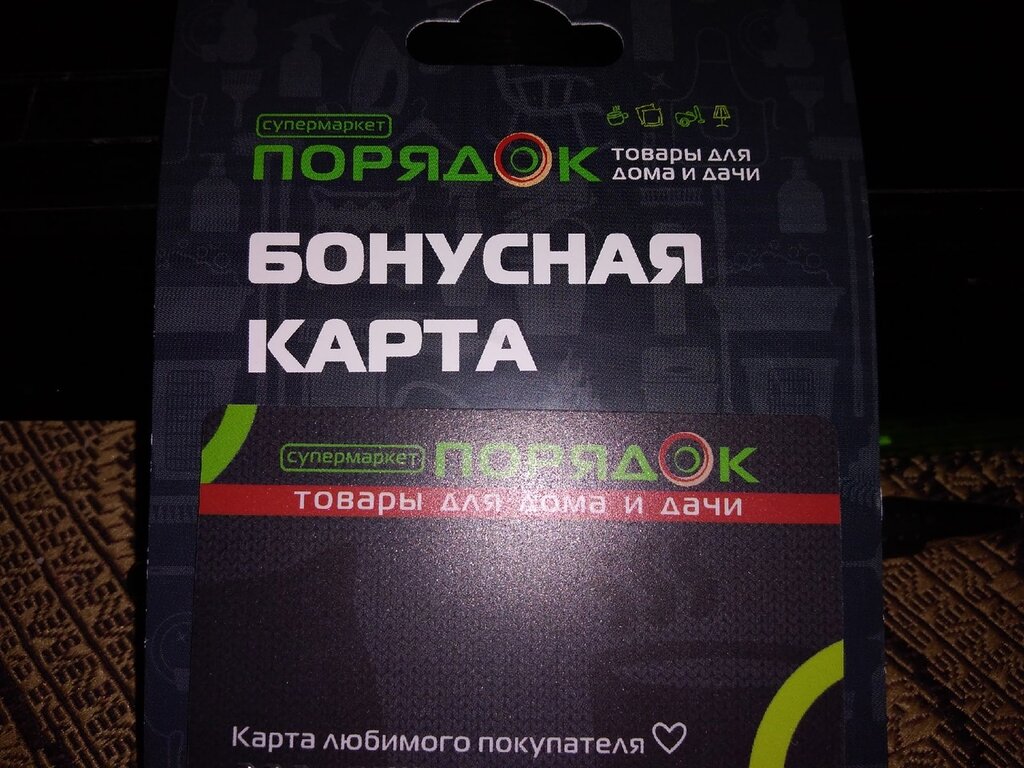 супермаркет
ПОРЯДОК
товары для
дома и дачи
БОНУСНАЯ
КАРТА
супермаркет ПОРЯДОК
товары для дома и дачи
Карта любимого покупателя